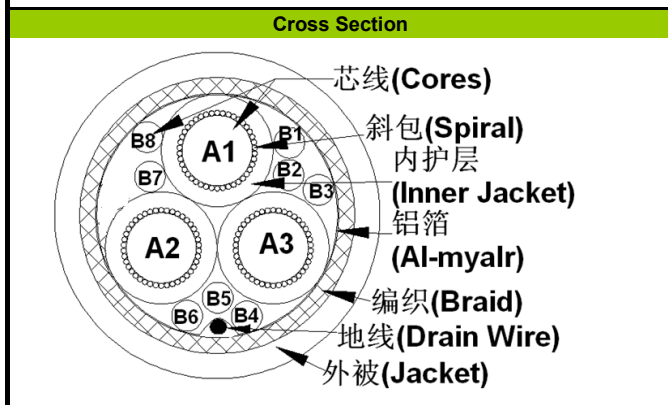 Cross Section
芯线(Cores)
斜包(Spiral)
内护层
(Inner Jacket)
铝箔
(Al-myalr)
编织(Braid)
地线(Drain Wire)
外被(Jacket)
B8
A1
B1
B7
B2
B3
A2
A3
B5
B6
B4